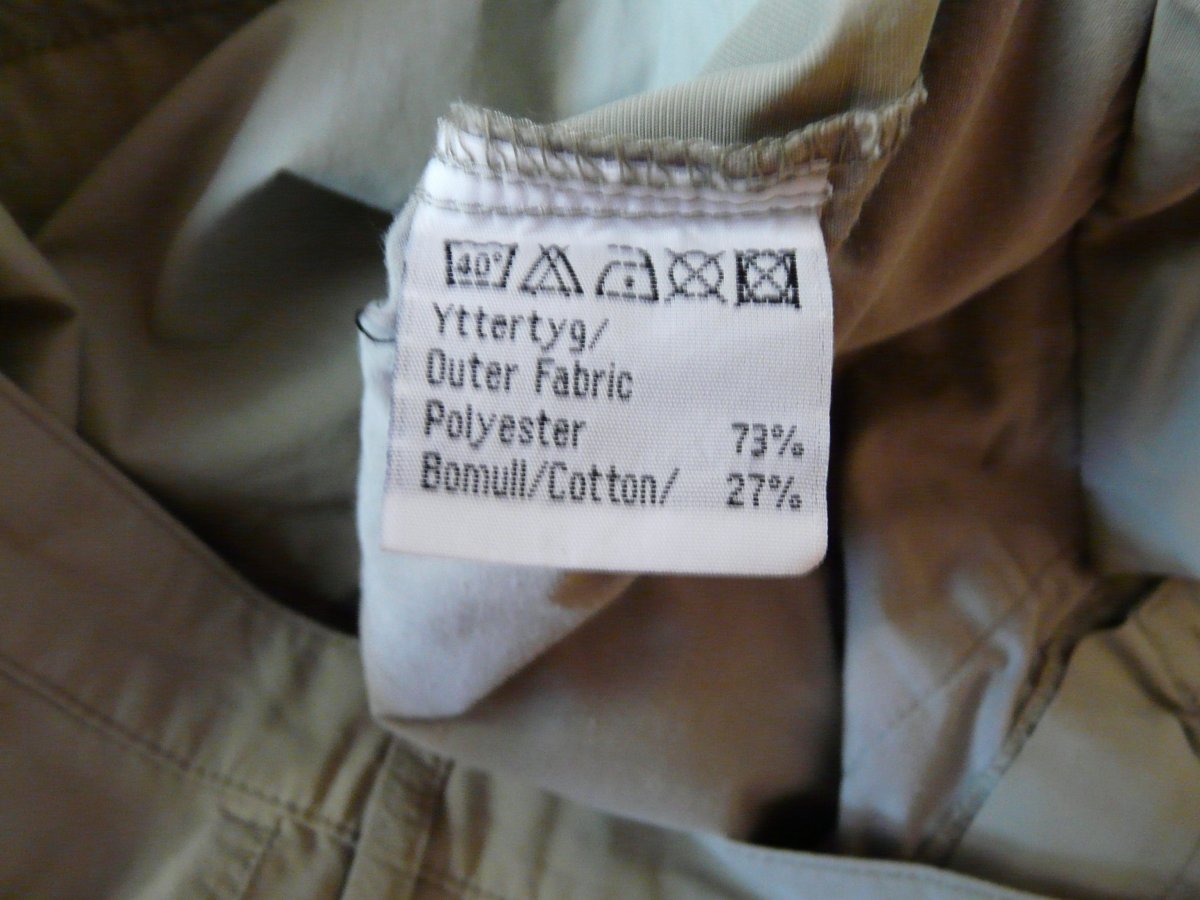 40°
Yttertyg/
Outer Fabric
Polyester 73%
Bomull/Cotton/ 27%